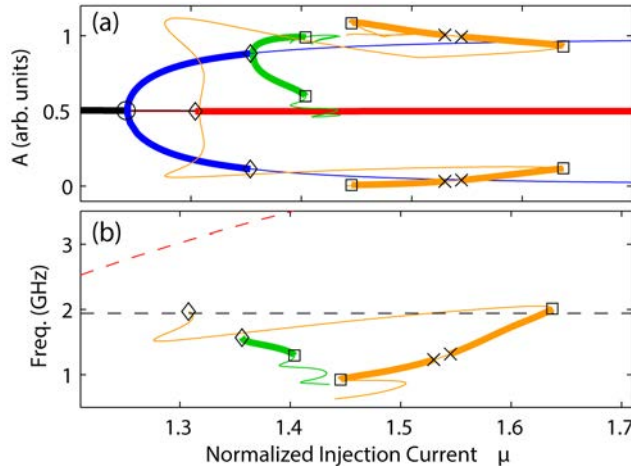 (a)
A (arb. units)
1
0.5
0
(b)
Freq. (GHz)
3
2
1
1.3 1.4 1.5 1.6 1.7
Normalized Injection Current μ